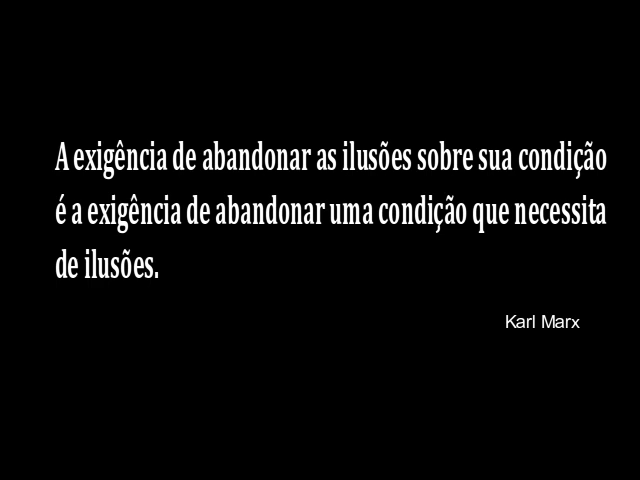 A exigência de abandonar as ilusões sobre sua condição
é a exigência de abandonar uma condição que necessita
de ilusões.
Karl Marx